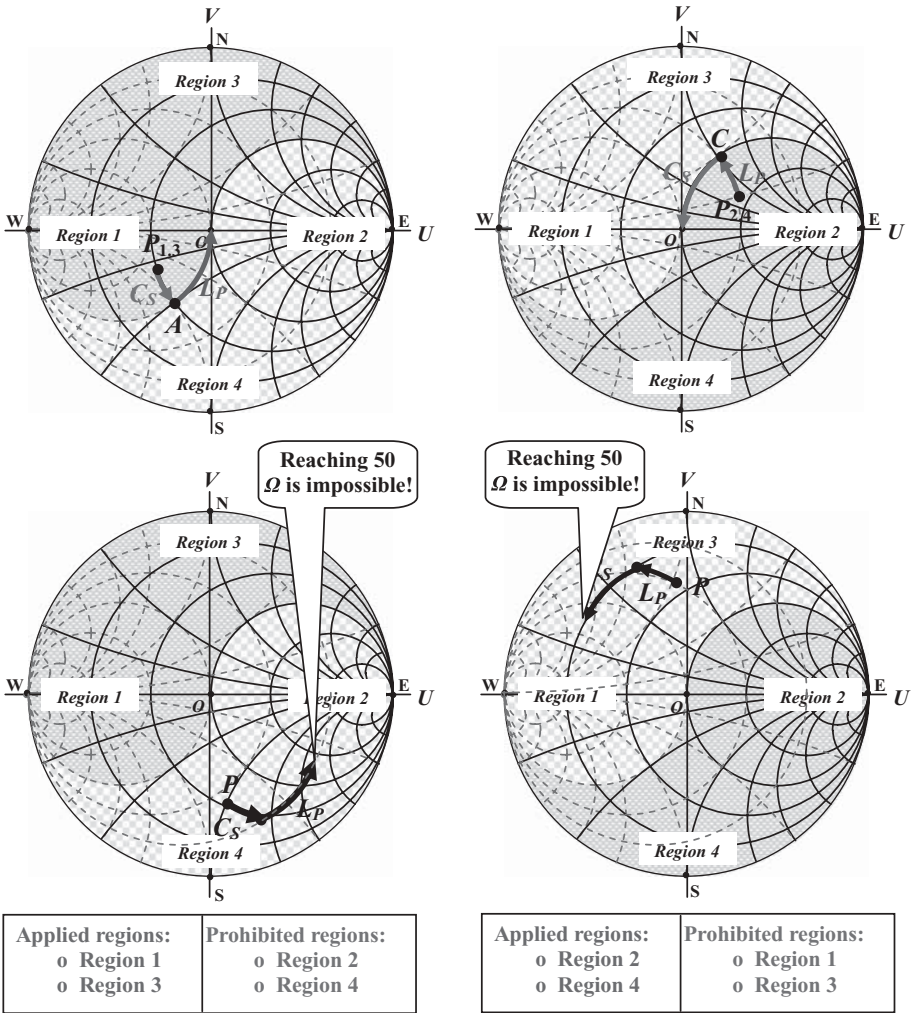 V
N
Region 3
W
Region 1
P1,3
O
Region 2
E
U
CS
LP
A
Region 4
S
V
N
Region 3
C
CS
LP
P2,4
W
Region 1
O
Region 2
E
U
Region 4
S
Reaching 50
Ω is impossible!
V
N
Region 3
W
Region 1
O
Region 2
E
U
P
CS
LP
Region 4
S
Reaching 50
Ω is impossible!
V
N
Region 3
S
LP
P
W
Region 1
O
Region 2
E
U
Region 4
S
Applied regions:
o Region 1
o Region 3
Prohibited regions:
o Region 2
o Region 4
Applied regions:
o Region 2
o Region 4
Prohibited regions:
o Region 1
o Region 3